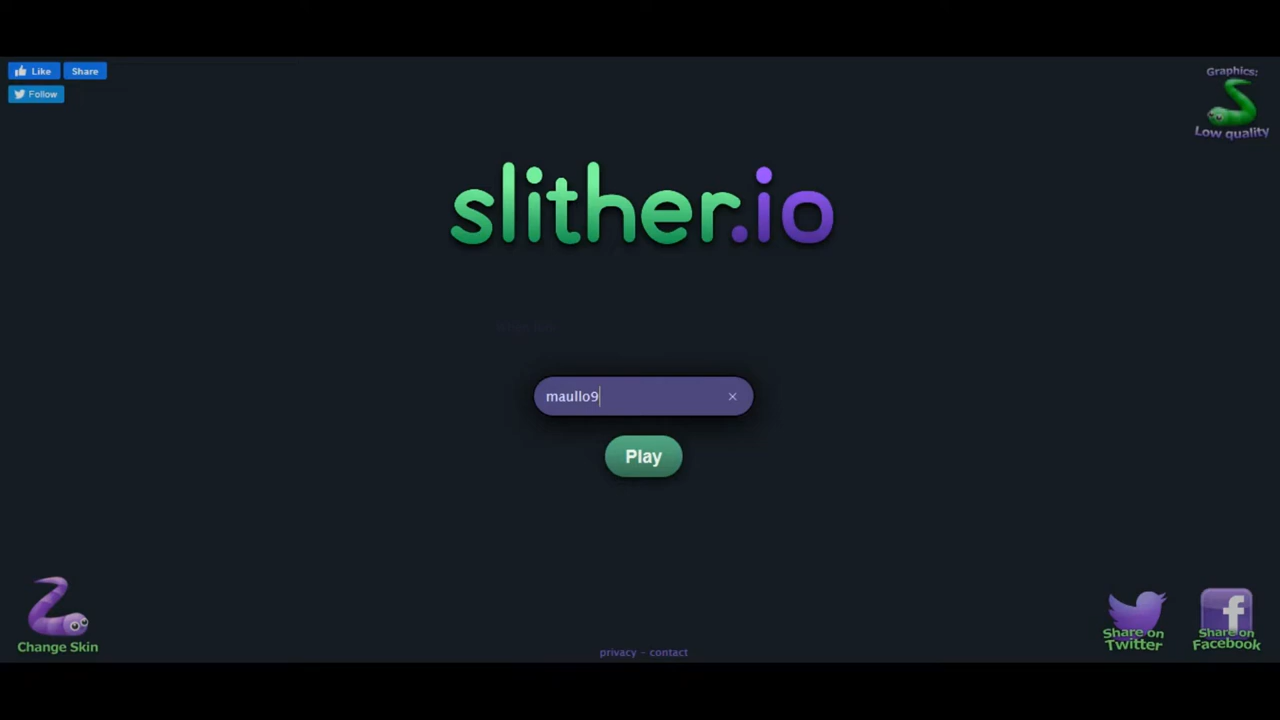 Like
Share
Follow
Graphics:
Low quality
slither.io
maullo9
Play
Change Skin
Share on
Twitter
Share on
Facebook
privacy - contact